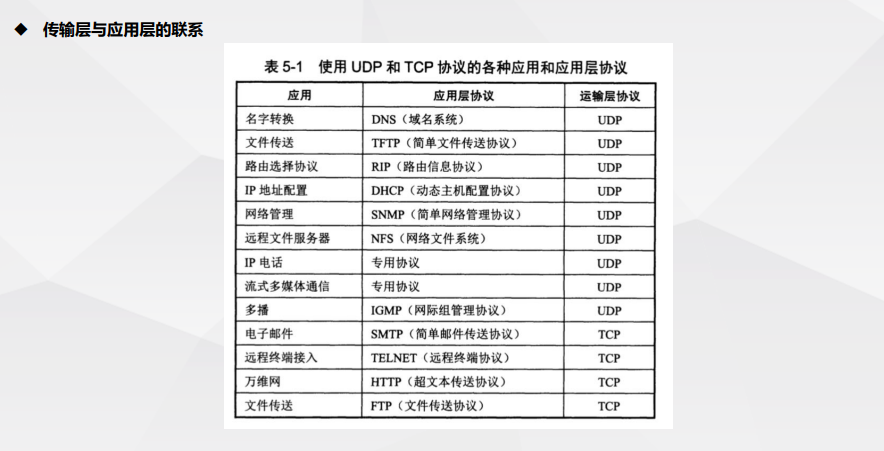 ◆ 传输层与应用层的联系
表 5-1 使用 UDP 和 TCP 协议的各种应用和应用层协议
应用 应用层协议 运输层协议
名字转换 DNS（域名系统） UDP
文件传送 TFTP（简单文件传送协议） UDP
路由选择协议 RIP（路由信息协议） UDP
IP 地址配置 DHCP（动态主机配置协议） UDP
网络管理 SNMP（简单网络管理协议） UDP
远程文件服务器 NFS（网络文件系统） UDP
IP 电话 专用协议 UDP
流式多媒体通信 专用协议 UDP
多播 IGMP（网际组管理协议） UDP
电子邮件 SMTP（简单邮件传送协议） TCP
远程终端接入 TELNET（远程终端协议） TCP
万维网 HTTP（超文本传送协议） TCP
文件传送 FTP（文件传送协议） TCP